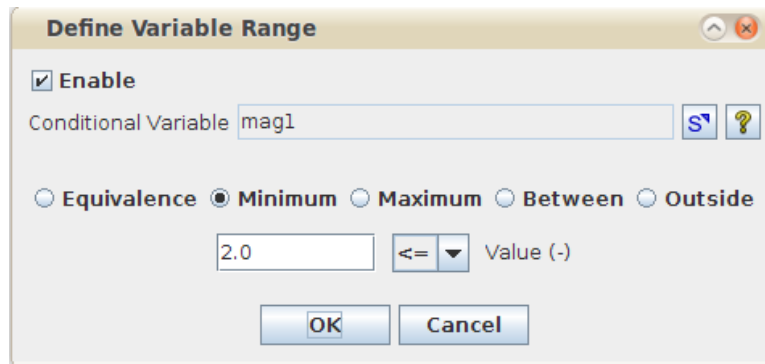 Define Variable Range
Enable
Conditional Variable mag1 S ?
Equivalence Minimum Maximum Between Outside
2.0 <= Value (-)
OK Cancel